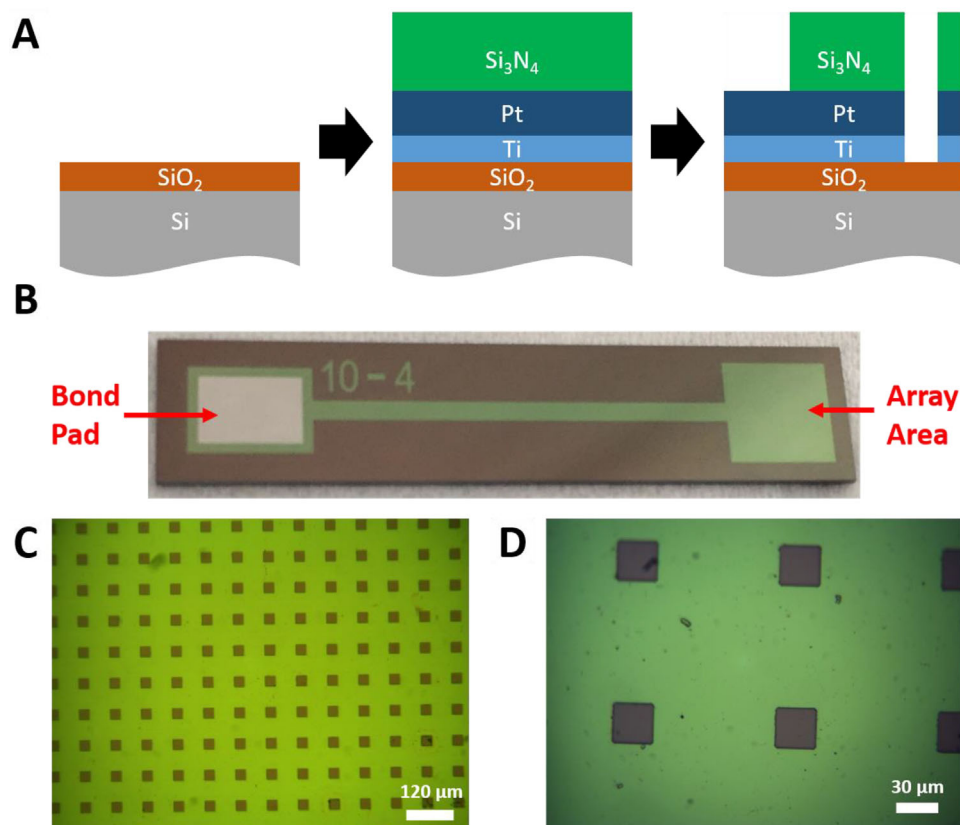 A
SiO₂
Si
Si₃N₄
Pt
Ti
SiO₂
Si
Si₃N₄
Pt
Ti
SiO₂
Si
B
Bond
Pad
10-4
Array
Area
C
120 µm
D
30 µm